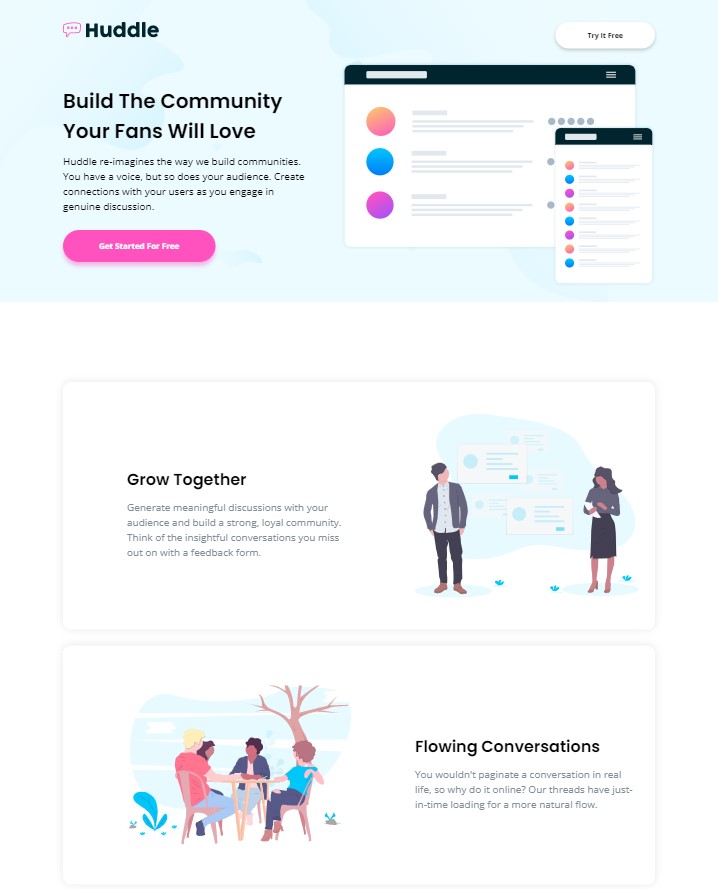 Huddle
Try It Free
Build The Community
Your Fans Will Love
Huddle re-imagines the way we build communities.
You have a voice, but so does your audience. Create
connections with your users as you engage in
genuine discussion.
Get Started For Free
Grow Together
Generate meaningful discussions with your
audience and build a strong, loyal community.
Think of the insightful conversations you miss
out on with a feedback form.
Flowing Conversations
You wouldn't paginate a conversation in real
life, so why do it online? Our threads have just-
in-time loading for a more natural flow.